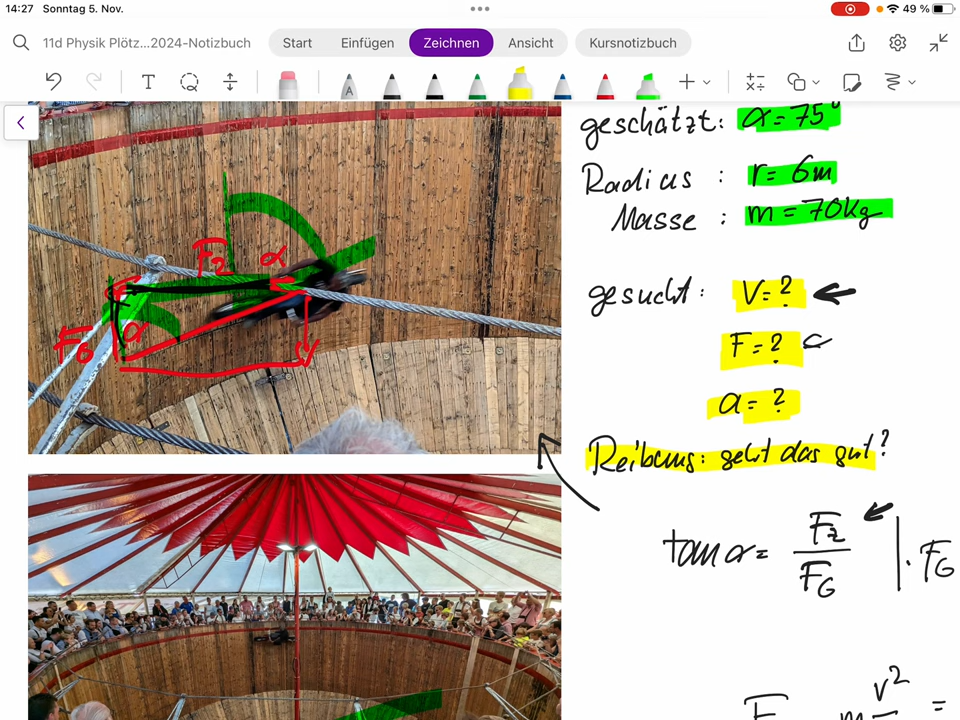 14:27 Sonntag 5. Nov.
49 %
11d Physik Plötz...2024-Notizbuch
Start
Einfügen
Zeichnen
Ansicht
Kursnotizbuch
T
A
geschätzt: α = 75°
Radius : r = 6m
Masse : m = 70kg
gesucht: V = ?
F = ?
a = ?
Reibung: geht das gut?
tan α = Fz / FG | · FG
m v²
=
Fz α
FG α